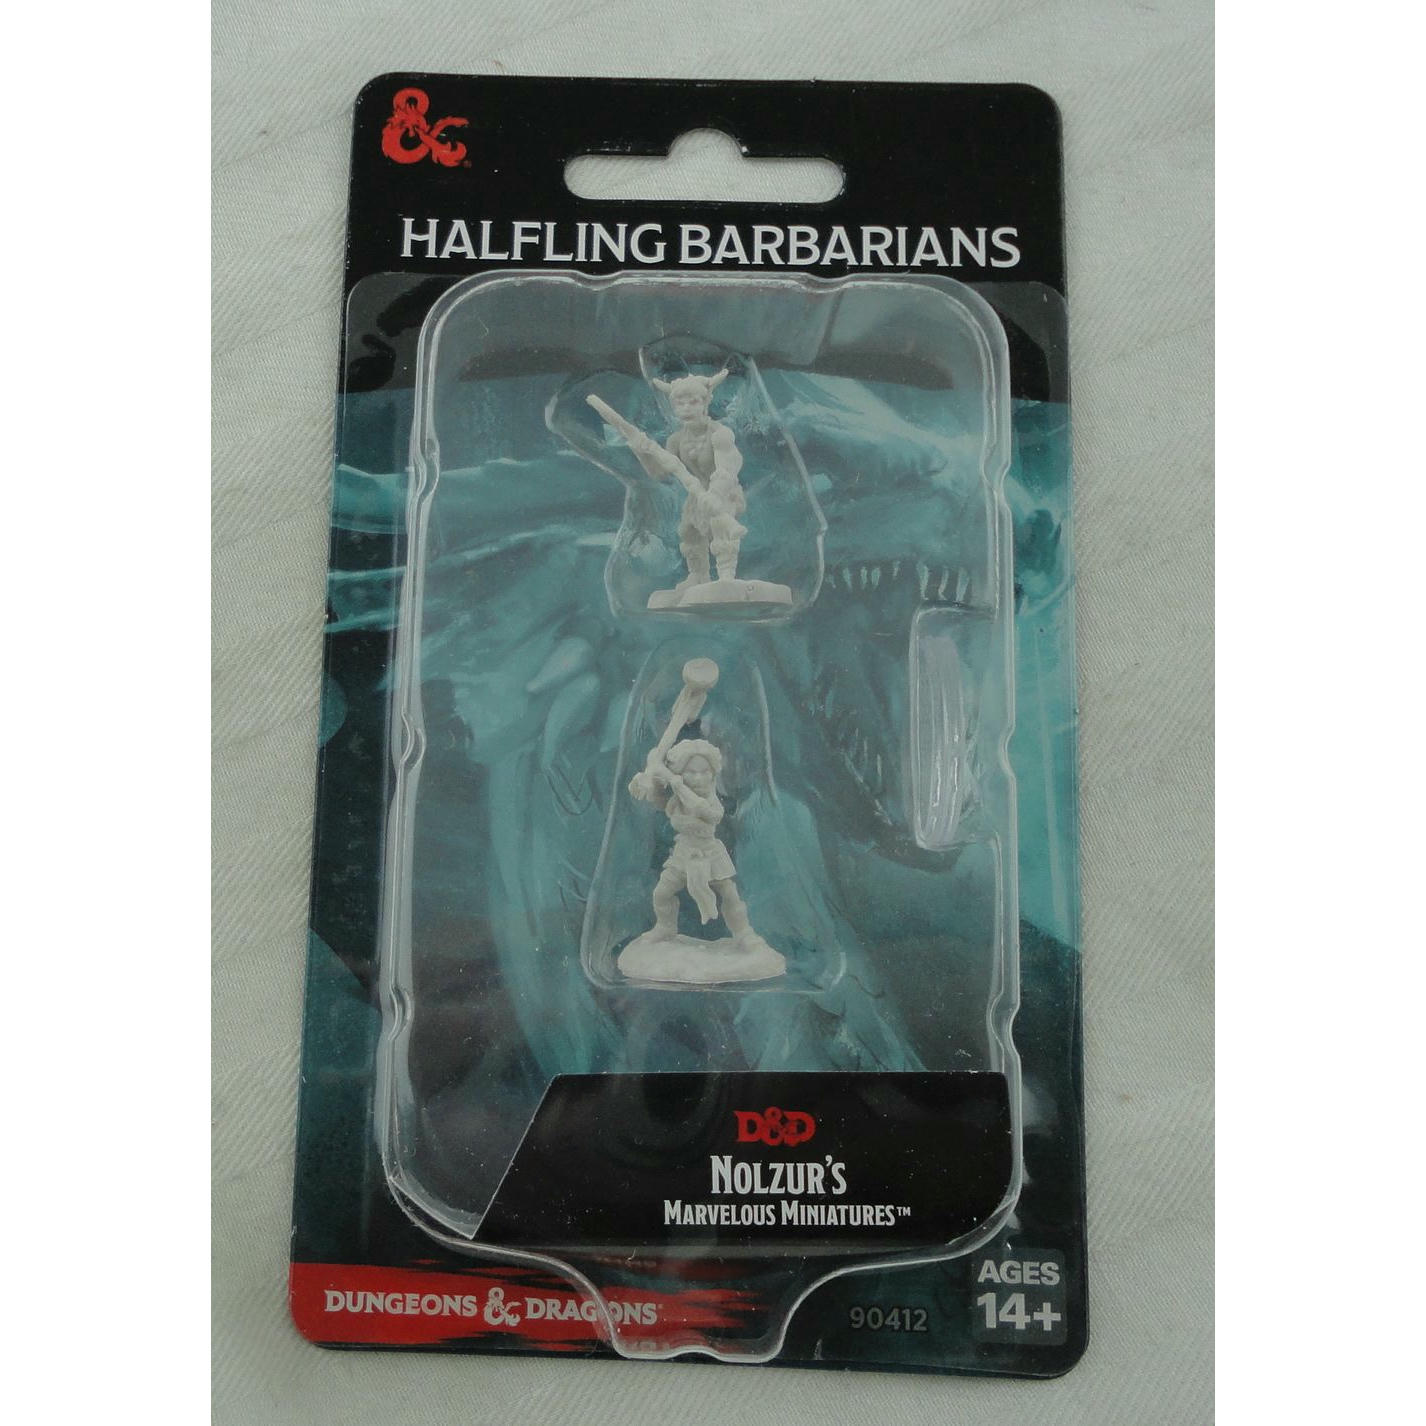 &
HALFLING BARBARIANS
D&D
NOLZUR'S
MARVELOUS MINIATURES™
DUNGEONS & DRAGONS
90412
AGES
14+